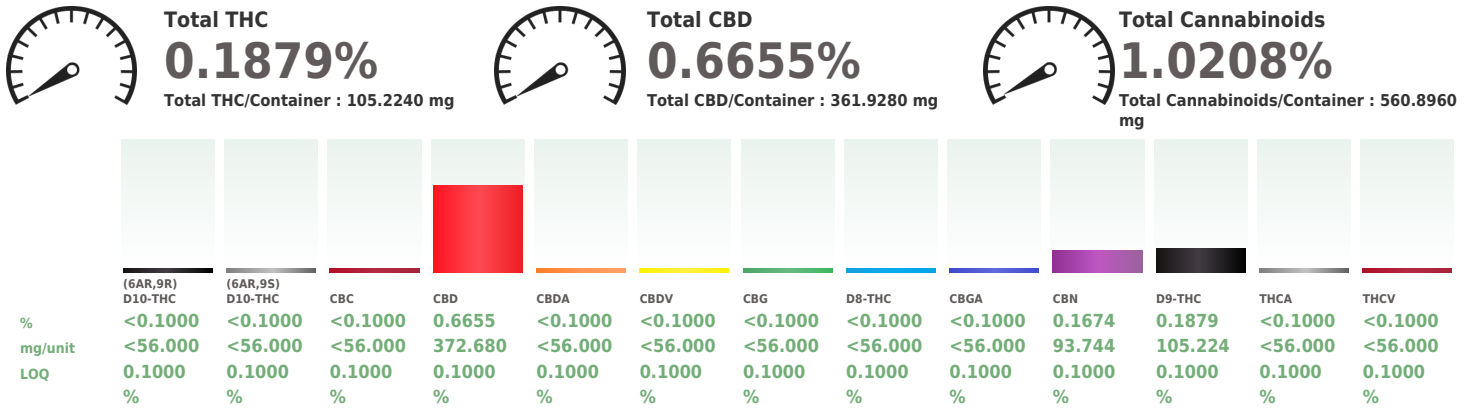 Total THC
0.1879%
Total THC/Container : 105.2240 mg
Total CBD
0.6655%
Total CBD/Container : 361.9280 mg
Total Cannabinoids
1.0208%
Total Cannabinoids/Container : 560.8960
mg
(6AR,9R) (6AR,9S)
D10-THC D10-THC CBC CBD CBDA CBDV CBG D8-THC CBGA CBN D9-THC THCA THCV
% <0.1000 <0.1000 <0.1000 0.6655 <0.1000 <0.1000 <0.1000 <0.1000 <0.1000 0.1674 0.1879 <0.1000 <0.1000
mg/unit <56.000 <56.000 <56.000 372.680 <56.000 <56.000 <56.000 <56.000 <56.000 93.744 105.224 <56.000 <56.000
LOQ 0.1000 0.1000 0.1000 0.1000 0.1000 0.1000 0.1000 0.1000 0.1000 0.1000 0.1000 0.1000 0.1000
% % % % % % % % % % % % %